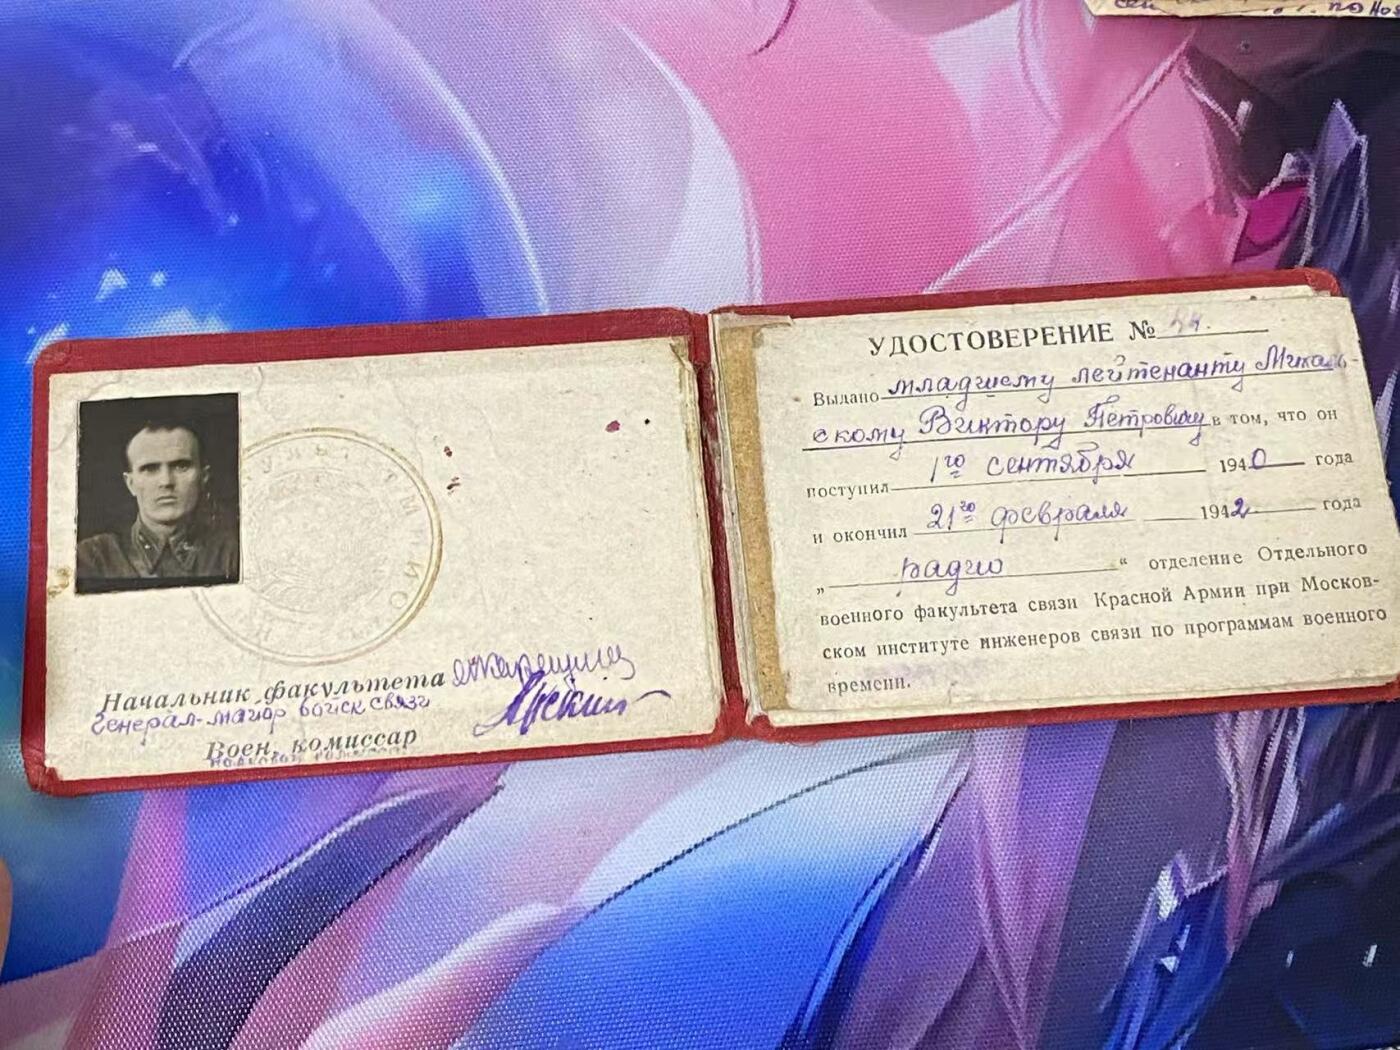 Начальник факультета
Генерал-майор войск связи
Воен. комиссар
УДОСТОВЕРЕНИЕ №
Выдано младшему лейтенанту Михаль-
скому Виктору Петровичу в том, что он
поступил 1го сентября 1940 года
и окончил 21го февраля 1942 года
„ Радио “ отделение Отдельного
военного факультета связи Красной Армии при Москов-
ском институте инженеров связи по программам военного
времени.